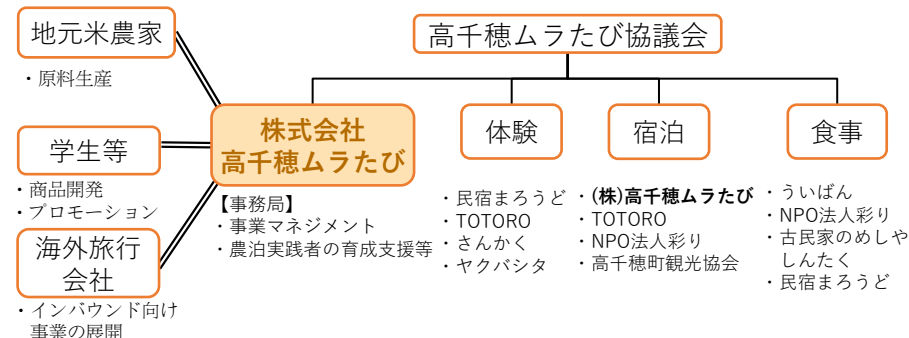 地元米農家
・原料生産
学生等
・商品開発
・プロモーション
海外旅行
会社
・インバウンド向け
事業の展開
高千穂ムラたび協議会
株式会社
高千穂ムラたび
【事務局】
・事業マネジメント
・農泊実践者の育成支援等
体験
・民宿まろうど
・TOTORO
・さんかく
・ヤクバシタ
宿泊
・(株)高千穂ムラたび
・TOTORO
・NPO法人彩り
・高千穂町観光協会
食事
・ういばん
・NPO法人彩り
・古民家のめしや
しんたく
・民宿まろうど